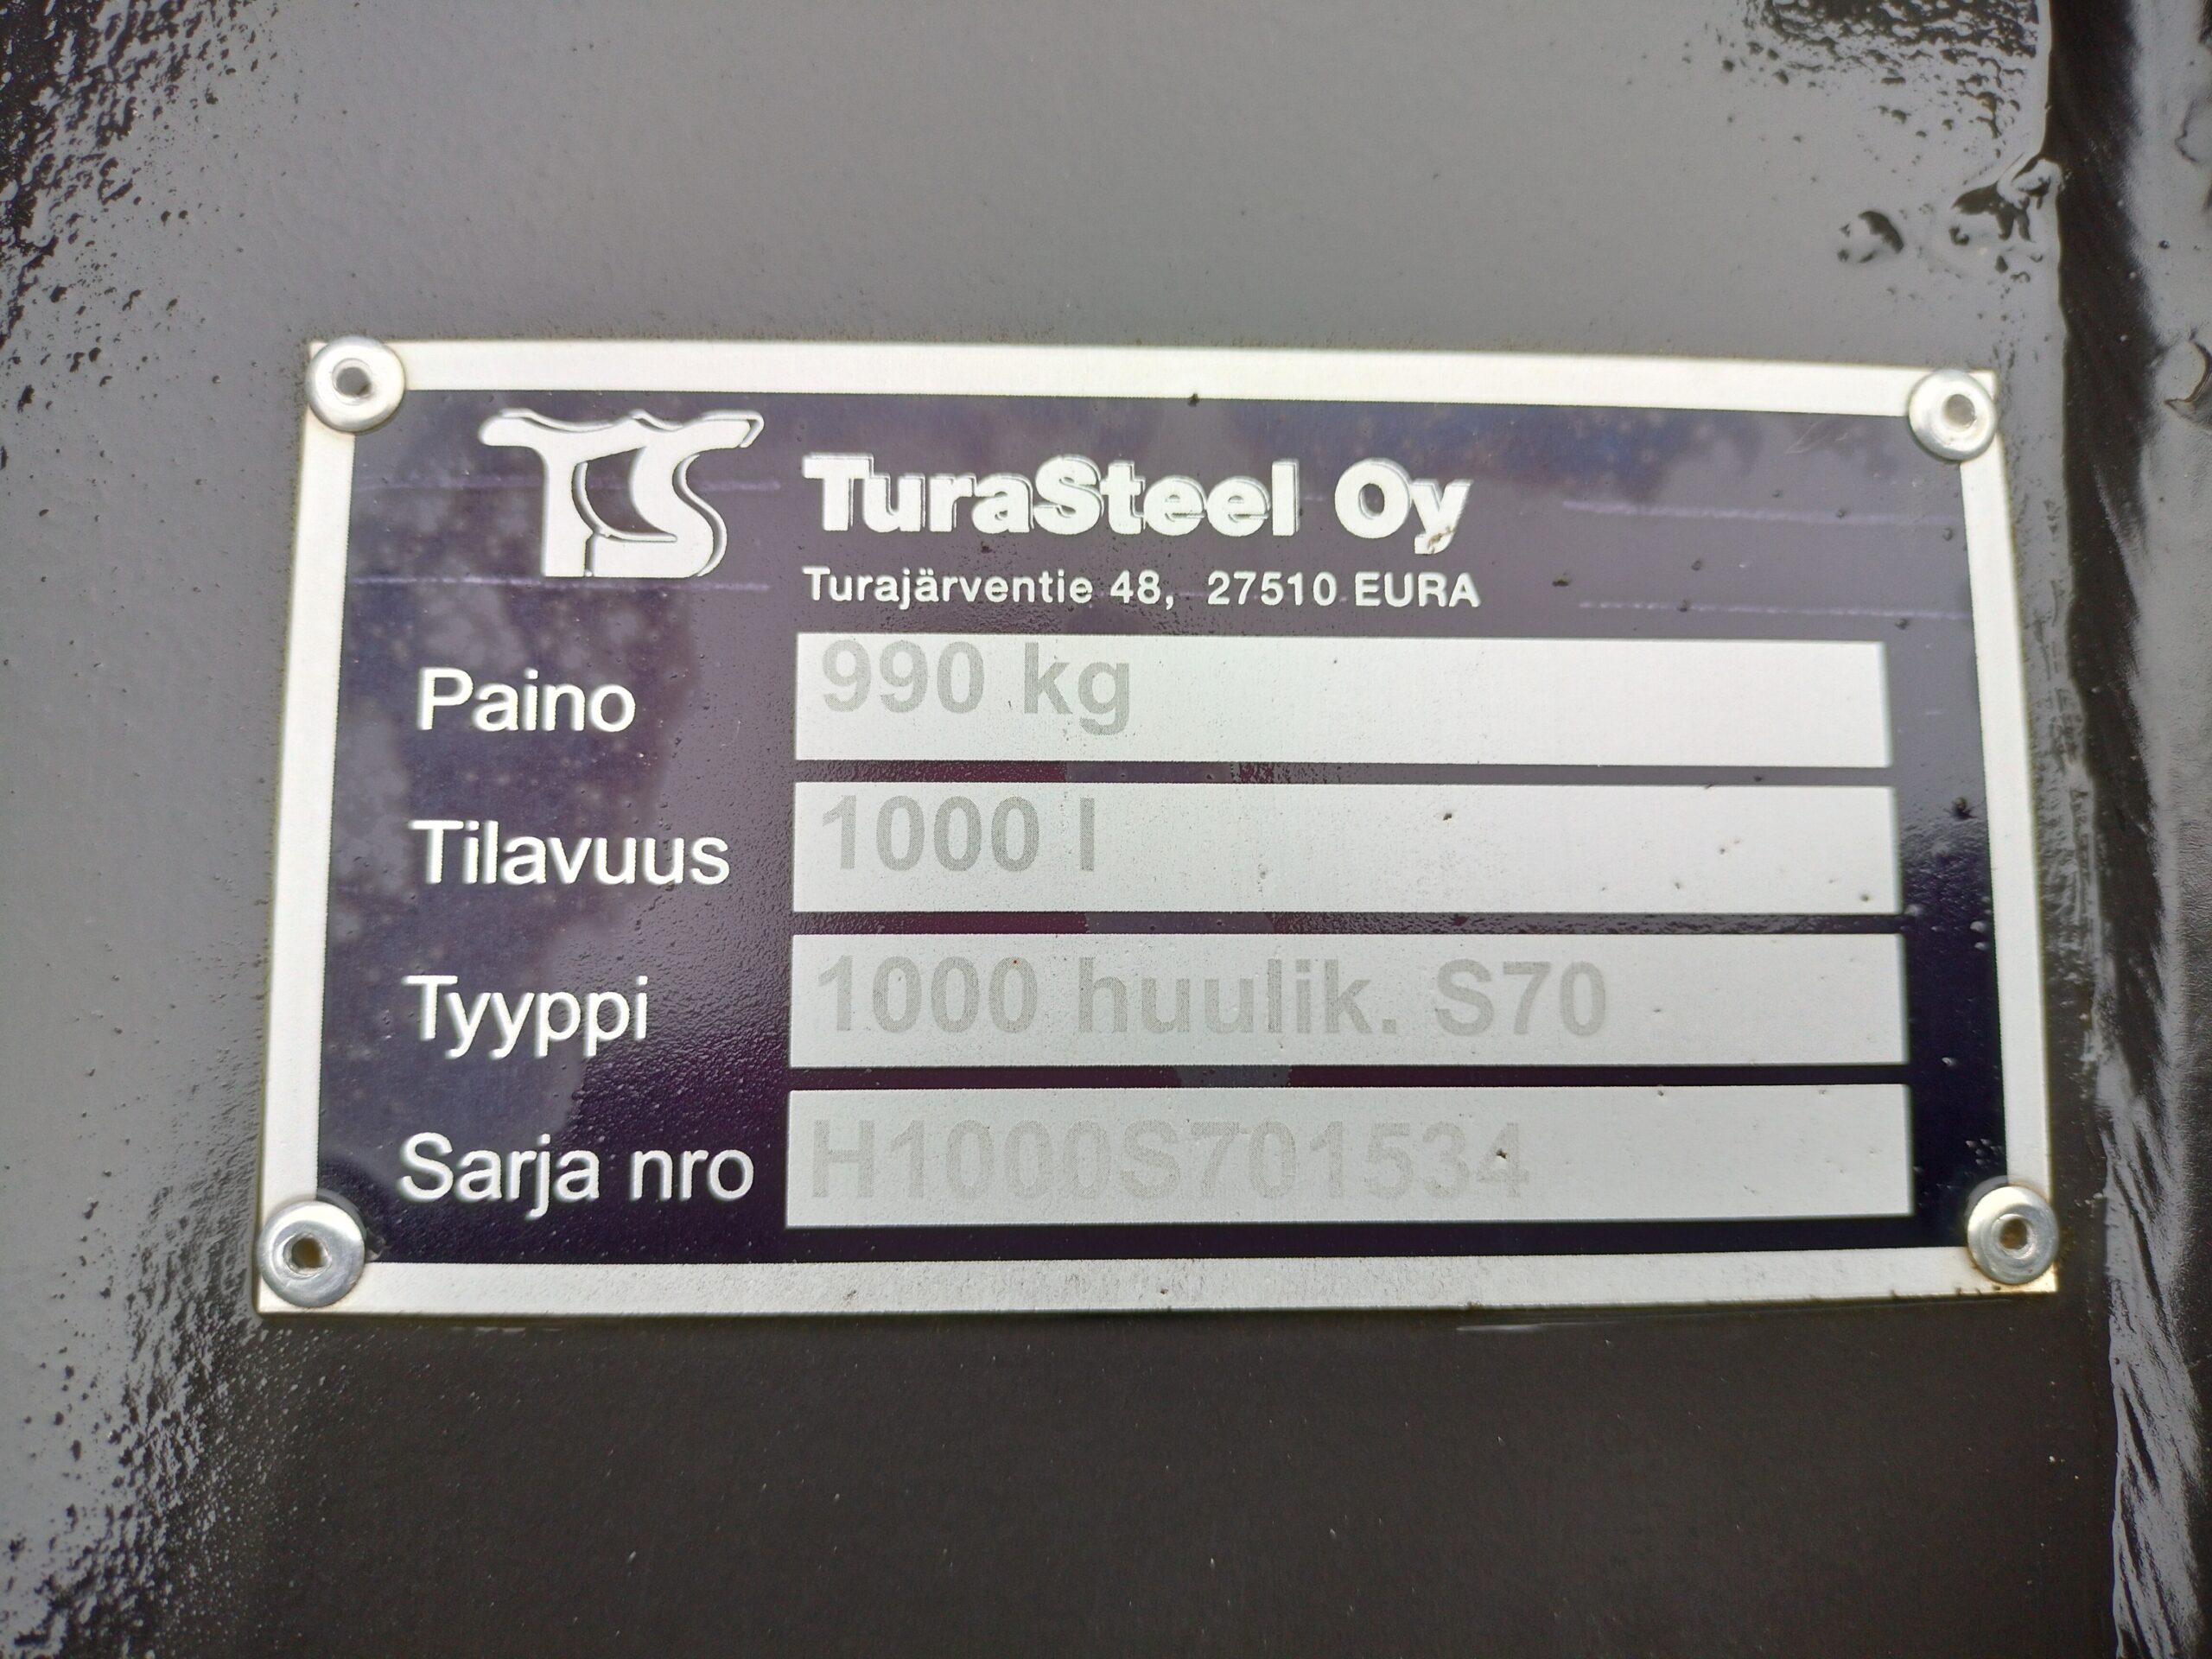 TS
TuraSteel Oy
Turajärventie 48, 27510 EURA
Paino 990 kg
Tilavuus 1000 l
Tyyppi 1000 huulik. S70
Sarja nro H1000S701534